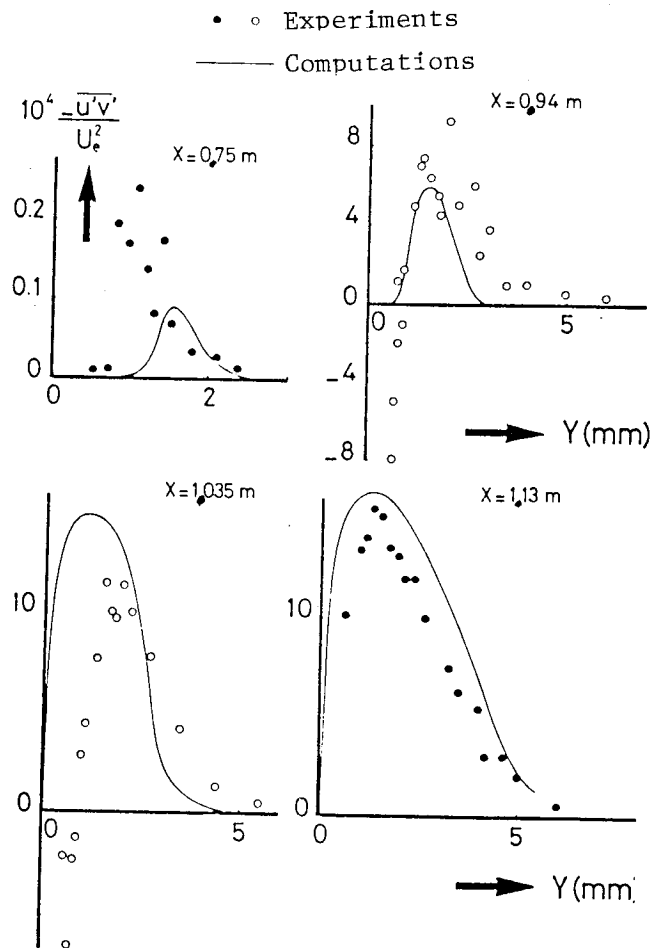 ● ○ Experiments
—— Computations
10⁴ -u'v' / Uₑ²
X = 0.75 m
0.2
0.1
0
0 2
X = 0.94 m
8
4
0
0 5
-4
-8
Y(mm)
X = 1.035 m
10
0
0 5
X = 1.13 m
10
0
0 5
Y(mm)